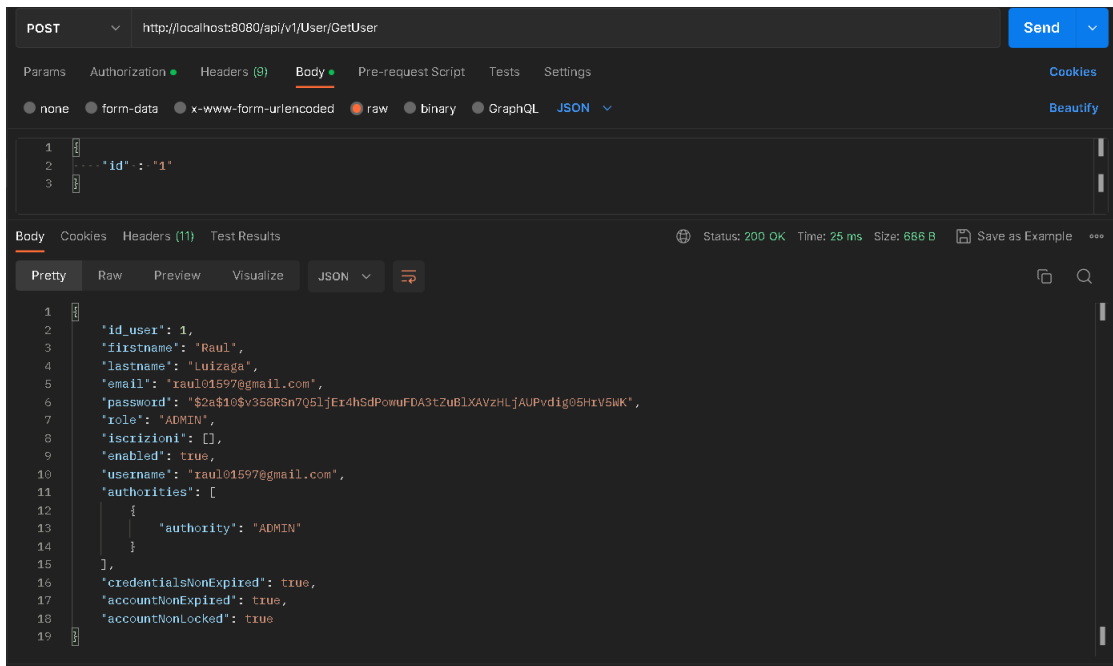 POST http://localhost:8080/api/v1/User/GetUser Send
Params Authorization Headers (9) Body Pre-request Script Tests Settings Cookies
none form-data x-www-form-urlencoded raw binary GraphQL JSON Beautify
1 {
2 "id" : "1"
3 }
Body Cookies Headers (11) Test Results Status: 200 OK Time: 25 ms Size: 686 B Save as Example
Pretty Raw Preview Visualize JSON
1 {
2 "id_user": 1,
3 "firstname": "Raul",
4 "lastname": "Luizaga",
5 "email": "raul01597@gmail.com",
6 "password": "$2a$10$v358RSn7Q5ljEr4hSdPowuFDA3tZuBlXAVzHLjAUPvdig05HrV5WK",
7 "role": "ADMIN",
8 "iscrizioni": [],
9 "enabled": true,
10 "username": "raul01597@gmail.com",
11 "authorities": [
12 {
13 "authority": "ADMIN"
14 }
15 ],
16 "credentialsNonExpired": true,
17 "accountNonExpired": true,
18 "accountNonLocked": true
19 }